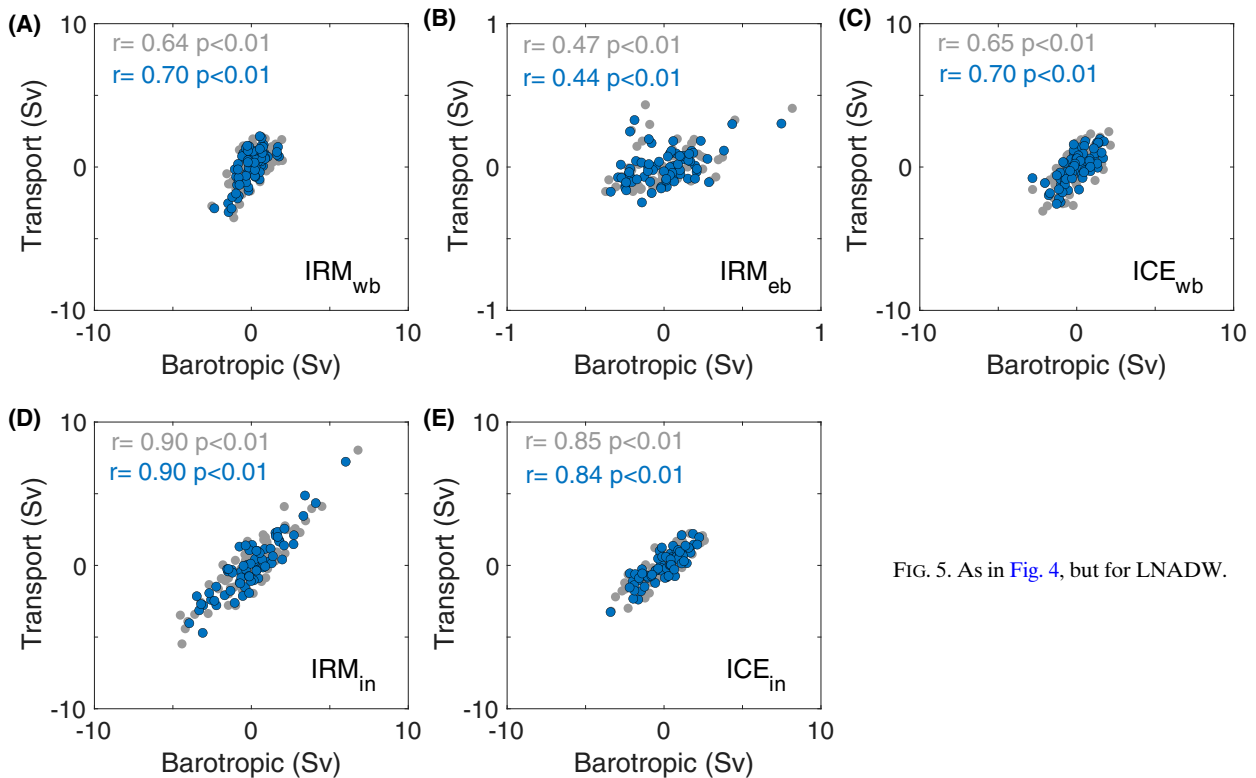 (A)
r= 0.64 p<0.01
r= 0.70 p<0.01
10
0
-10
Transport (Sv)
IRM_wb
-10 0 10
Barotropic (Sv)
(B)
r= 0.47 p<0.01
r= 0.44 p<0.01
1
0
-1
Transport (Sv)
IRM_eb
-1 0 1
Barotropic (Sv)
(C)
r= 0.65 p<0.01
r= 0.70 p<0.01
10
0
-10
Transport (Sv)
ICE_wb
-10 0 10
Barotropic (Sv)
(D)
r= 0.90 p<0.01
r= 0.90 p<0.01
10
0
-10
Transport (Sv)
IRM_in
-10 0 10
Barotropic (Sv)
(E)
r= 0.85 p<0.01
r= 0.84 p<0.01
10
0
-10
Transport (Sv)
ICE_in
-10 0 10
Barotropic (Sv)
FIG. 5. As in Fig. 4, but for LNADW.